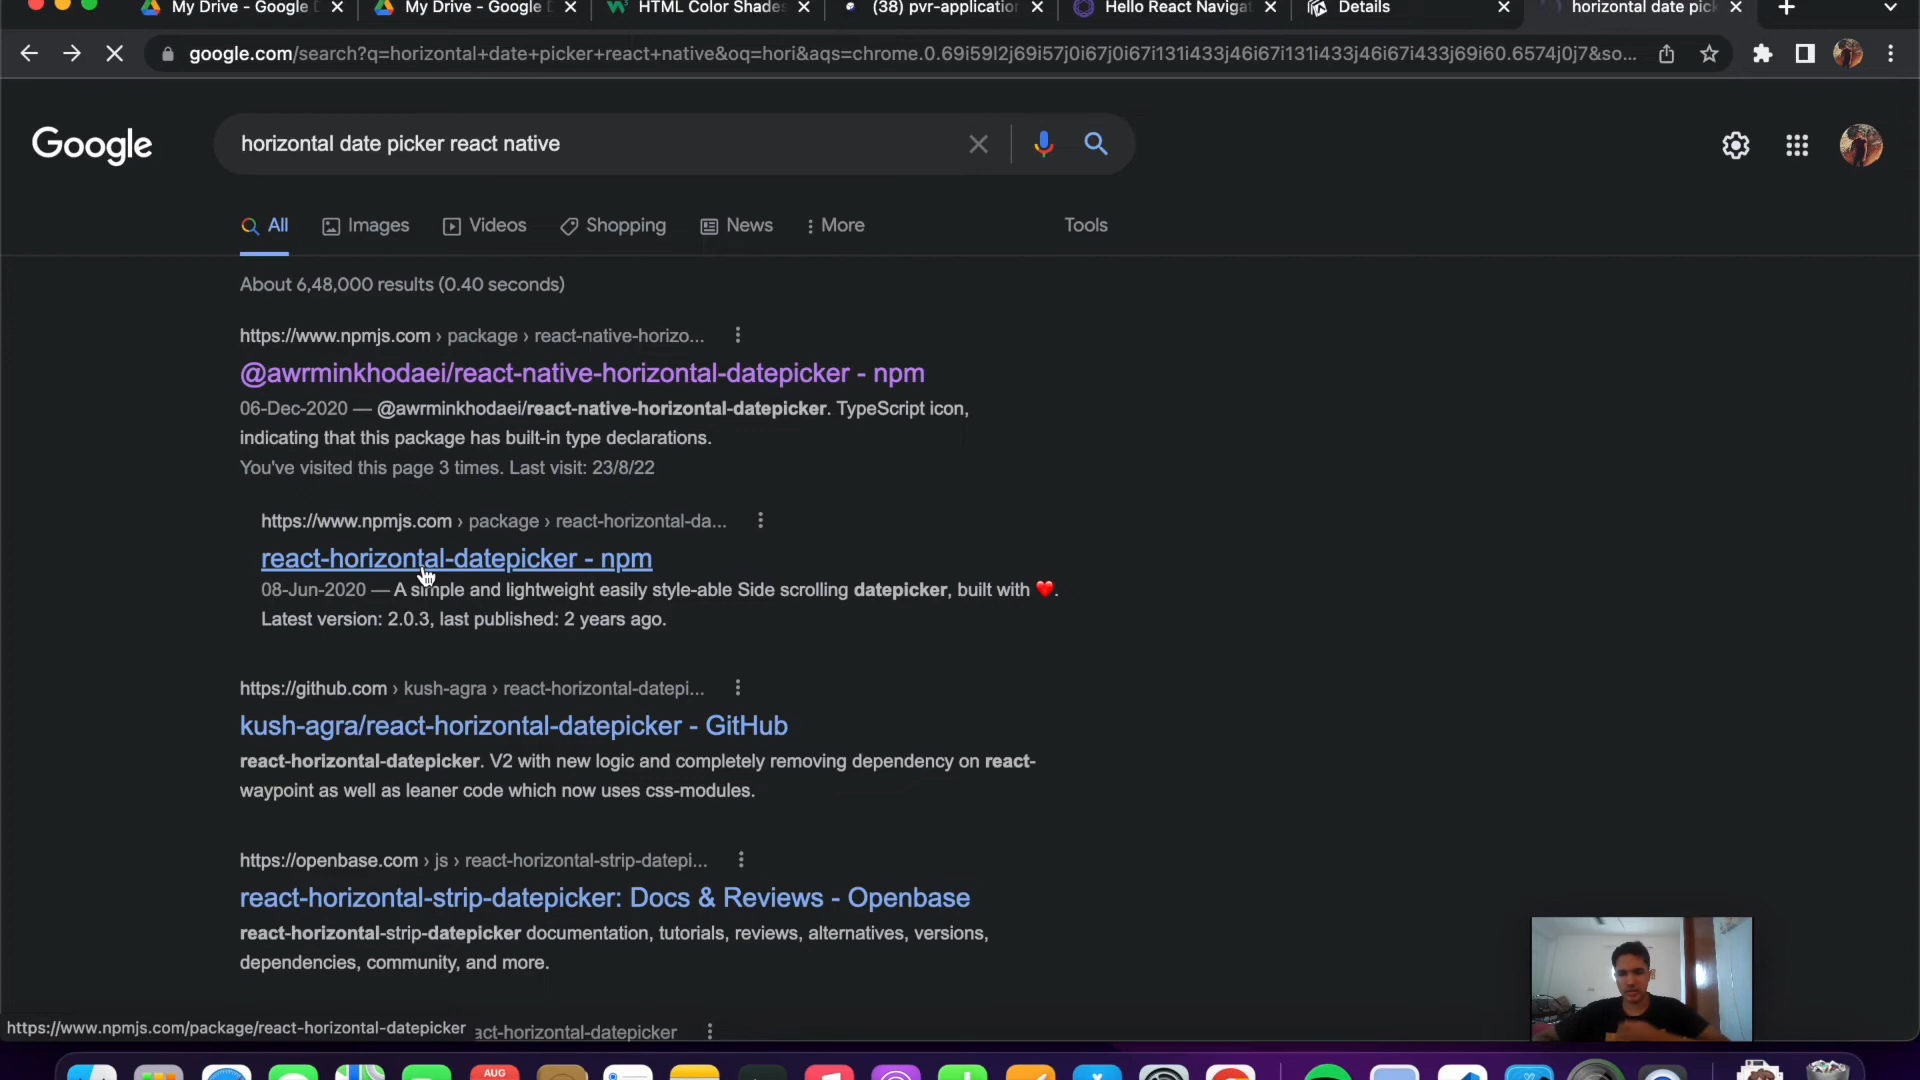 My Drive - Google D
My Drive - Google D
HTML Color Shades
(38) pvr-application
Hello React Navigat
Details
horizontal date pick
google.com/search?q=horizontal+date+picker+react+native&oq=hori&aqs=chrome.0.69i59l2j69i57j0i67j0i67i131i433j46i67i131i433j46i67i433j69i60.6574j0j7&so...
Google
horizontal date picker react native
All
Images
Videos
Shopping
News
More
Tools
About 6,48,000 results (0.40 seconds)
https://www.npmjs.com › package › react-native-horizo...
@awrminkhodaei/react-native-horizontal-datepicker - npm
06-Dec-2020 — @awrminkhodaei/react-native-horizontal-datepicker. TypeScript icon,
indicating that this package has built-in type declarations.
You've visited this page 3 times. Last visit: 23/8/22
https://www.npmjs.com › package › react-horizontal-da...
react-horizontal-datepicker - npm
08-Jun-2020 — A simple and lightweight easily style-able Side scrolling datepicker, built with ❤️.
Latest version: 2.0.3, last published: 2 years ago.
https://github.com › kush-agra › react-horizontal-datepi...
kush-agra/react-horizontal-datepicker - GitHub
react-horizontal-datepicker. V2 with new logic and completely removing dependency on react-
waypoint as well as leaner code which now uses css-modules.
https://openbase.com › js › react-horizontal-strip-datepi...
react-horizontal-strip-datepicker: Docs & Reviews - Openbase
react-horizontal-strip-datepicker documentation, tutorials, reviews, alternatives, versions,
dependencies, community, and more.
https://www.npmjs.com/package/react-horizontal-datepicker
act-horizontal-datepicker
AUG